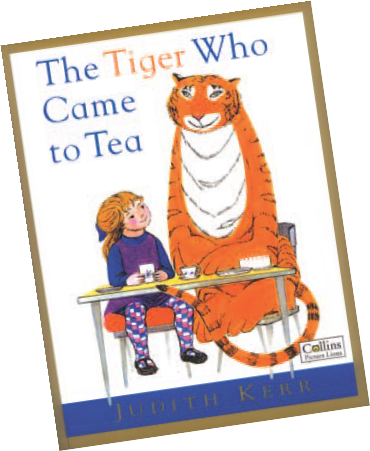 The Tiger Who
Came
to Tea
Collins
Picture Lions
JUDITH KERR